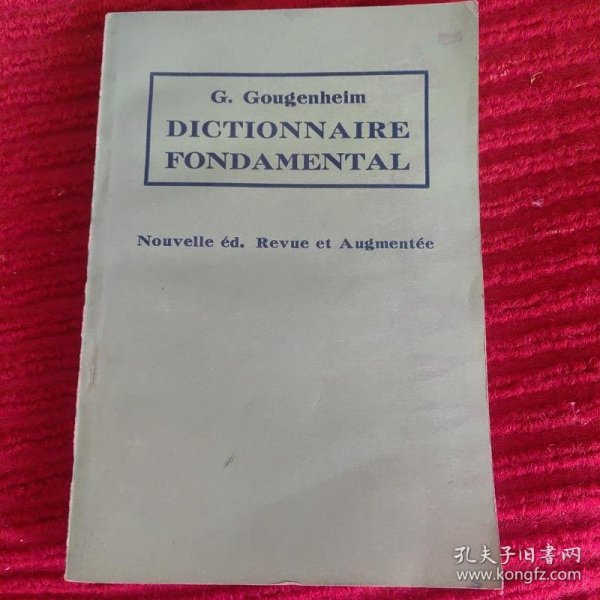 G. Gougenheim
DICTIONNAIRE
FONDAMENTAL
Nouvelle éd. Revue et Augmentée
孔夫子旧书网
www.kongfz.com